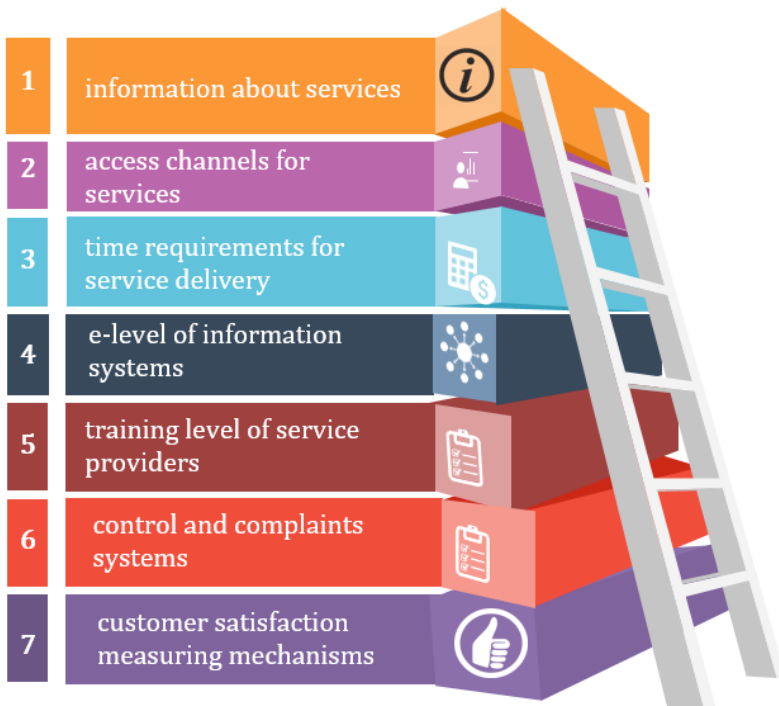 1
information about services
2
access channels for
services
3
time requirements for
service delivery
$
4
e-level of information
systems
5
training level of service
providers
6
control and complaints
systems
7
customer satisfaction
measuring mechanisms